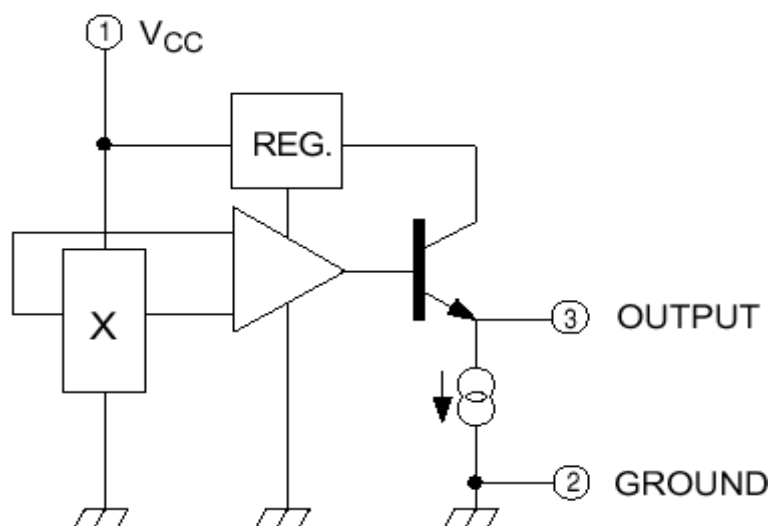 1 VCC
REG.
X
3 OUTPUT
2 GROUND